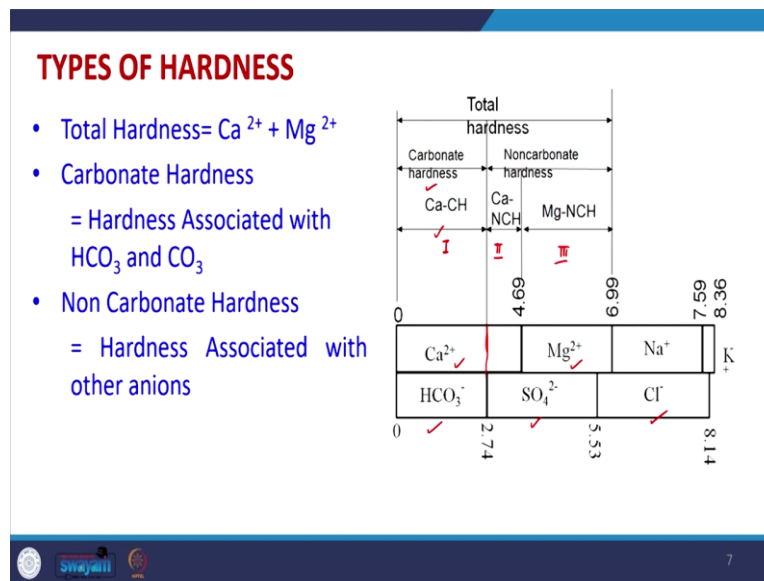 TYPES OF HARDNESS
• Total Hardness= Ca 2+ + Mg 2+
• Carbonate Hardness
= Hardness Associated with
HCO3 and CO3
• Non Carbonate Hardness
= Hardness Associated with
other anions
Total
hardness
Carbonate
hardness
Noncarbonate
hardness
Ca-CH
Ca-
NCH
Mg-NCH
I
II
III
0
4.69
6.99
7.59
8.36
Ca2+
Mg2+
Na+
K
+
HCO3-
SO42-
Cl-
0
2.74
5.53
8.14
swayam
7